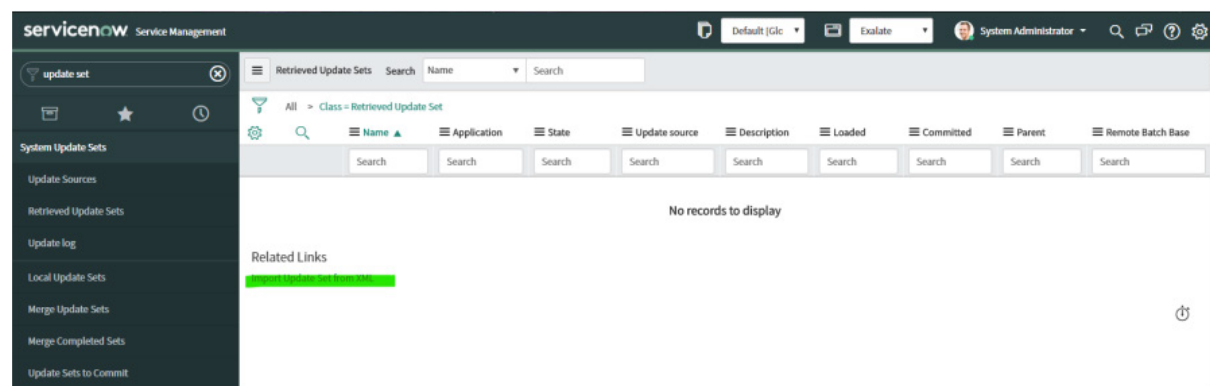 servicenow Service Management
Default [Glc
Exalate
System Administrator
update set
Retrieved Update Sets Search Name Search
All > Class = Retrieved Update Set
Name Application State Update source Description Loaded Committed Parent Remote Batch Base
Search Search Search Search Search Search Search Search Search
No records to display
Related Links
Import Update Set from XML
System Update Sets
Update Sources
Retrieved Update Sets
Update log
Local Update Sets
Merge Update Sets
Merge Completed Sets
Update Sets to Commit